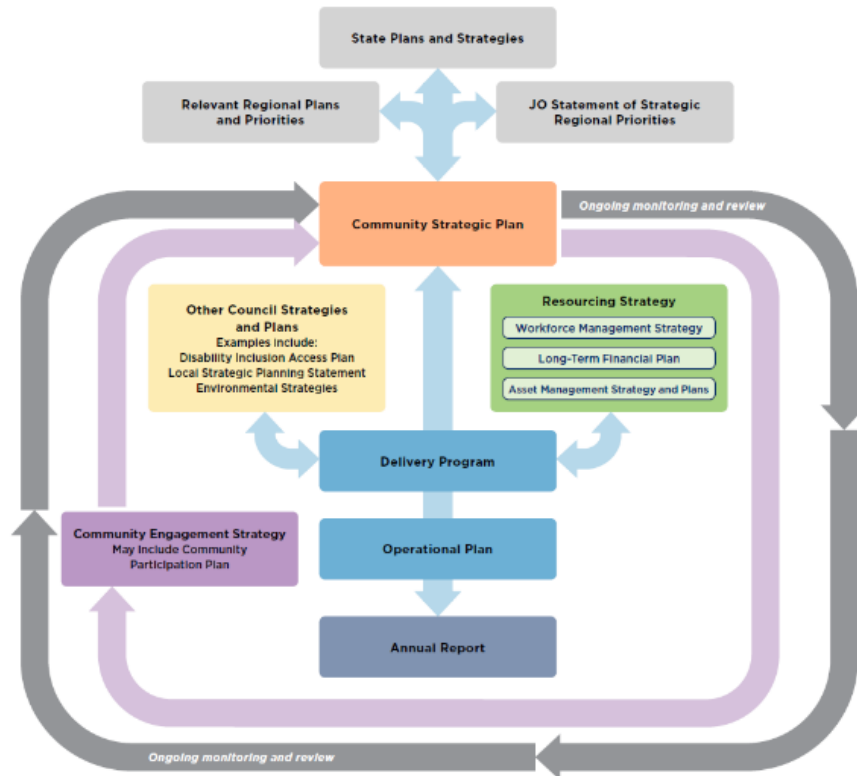 State Plans and Strategies
Relevant Regional Plans
and Priorities
JO Statement of Strategic
Regional Priorities
Community Strategic Plan
Ongoing monitoring and review
Other Council Strategies
and Plans
Examples include:
Disability Inclusion Access Plan
Local Strategic Planning Statement
Environmental Strategies
Resourcing Strategy
Workforce Management Strategy
Long-Term Financial Plan
Asset Management Strategy and Plans
Delivery Program
Community Engagement Strategy
May Include Community
Participation Plan
Operational Plan
Annual Report
Ongoing monitoring and review